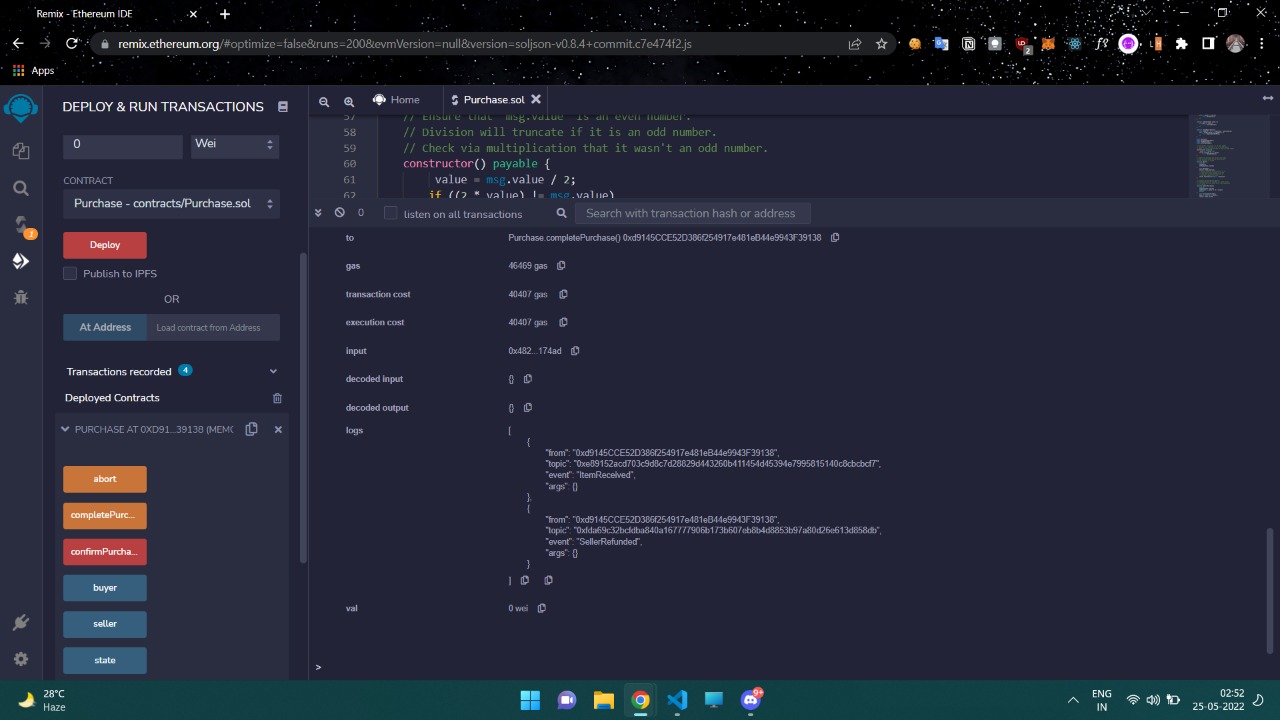 Remix - Ethereum IDE
remix.ethereum.org/#optimize=false&runs=200&evmVersion=null&version=soljson-v0.8.4+commit.c7e474f2.js
2
Apps
DEPLOY & RUN TRANSACTIONS
0 Wei
CONTRACT
Purchase - contracts/Purchase.sol
1
Deploy
Publish to IPFS
OR
At Address Load contract from Address
Transactions recorded 4
Deployed Contracts
PURCHASE AT 0XD91...39138 (MEMO
abort
completePurc...
confirmPurcha...
buyer
seller
state
Home Purchase.sol
57 // Ensure that `msg.value` is an even number.
58 // Division will truncate if it is an odd number.
59 // Check via multiplication that it wasn't an odd number.
60 constructor() payable {
61 value = msg.value / 2;
62 if ((2 * value) != msg.value)
0 listen on all transactions Search with transaction hash or address
to Purchase.completePurchase() 0xd9145CCE52D386f254917e481eB44e9943F39138
gas 46469 gas
transaction cost 40407 gas
execution cost 40407 gas
input 0x482...174ad
decoded input {}
decoded output {}
logs [
{
"from": "0xd9145CCE52D386f254917e481eB44e9943F39138",
"topic": "0xe89152acd703c9d8c7d28829d443260b411454d45394e7995815140c8cbcbcf7",
"event": "ItemReceived",
"args": {}
},
{
"from": "0xd9145CCE52D386f254917e481eB44e9943F39138",
"topic": "0xfda69c32bcfdba840a167777906b173b607eb8b4d8853b97a80d26e613d858db",
"event": "SellerRefunded",
"args": {}
}
]
val 0 wei
>
28°C
Haze
9+
ENG
IN
02:52
25-05-2022